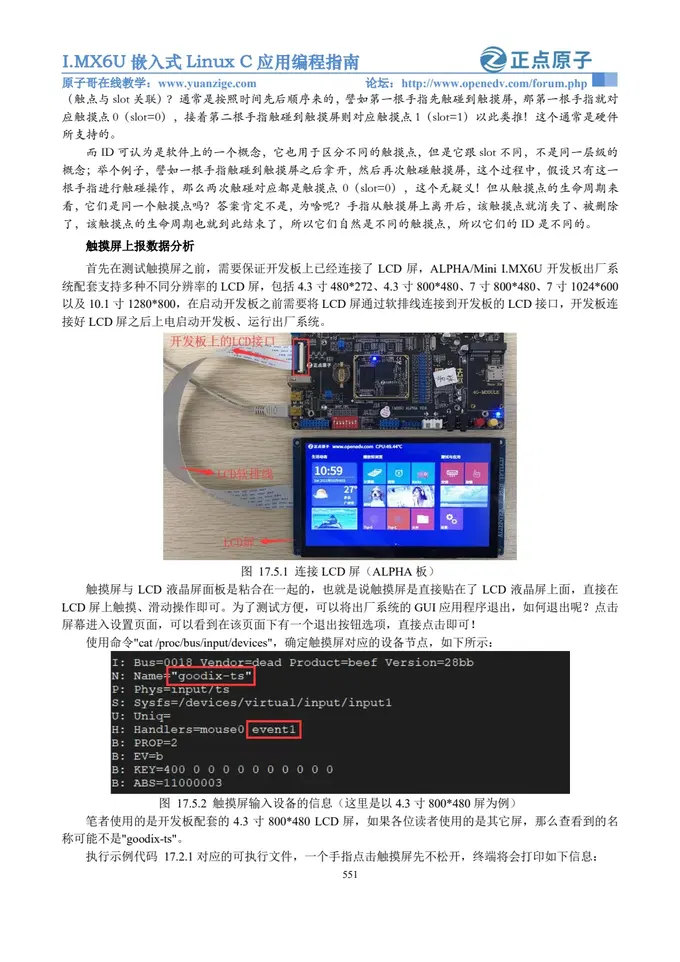 I.MX6U 嵌入式 Linux C 应用编程指南
正点原子
原子哥在线教学：www.yuanzige.com
论坛：http://www.openedv.com/forum.php
（触点与 slot 关联）？通常是按照时间先后顺序来的，譬如第一根手指先触碰到触摸屏，那第一根手指就对
应触摸点 0（slot=0），接着第二根手指触碰到触摸屏则对应触摸点 1（slot=1）以此类推！这个通常是硬件
所支持的。
而 ID 可认为是软件上的一个概念，它也用于区分不同的触摸点，但是它跟 slot 不同，不是同一层级的
概念；举个例子，譬如一根手指触碰到触摸屏之后拿开，然后再次触碰触摸屏，这个过程中，假设只有这一
根手指进行触碰操作，那么两次触碰对应都是触摸点 0（slot=0），这个无疑义！但从触摸点的生命周期来
看，它们是同一个触摸点吗？答案肯定不是，为啥呢？手指从触摸屏上离开后，该触摸点就消失了、被删除
了，该触摸点的生命周期也就到此结束了，所以它们自然是不同的触摸点，所以它们的 ID 是不同的。
触摸屏上报数据分析
首先在测试触摸屏之前，需要保证开发板上已经连接了 LCD 屏，ALPHA/Mini I.MX6U 开发板出厂系
统配套支持多种不同分辨率的 LCD 屏，包括 4.3 寸 480*272、4.3 寸 800*480、7 寸 800*480、7 寸 1024*600
以及 10.1 寸 1280*800，在启动开发板之前需要将 LCD 屏通过软排线连接到开发板的 LCD 接口，开发板连
接好 LCD 屏之后上电启动开发板、运行出厂系统。
开发板上的LCD接口
正点原子
4G-MODULE
LCD软排线
正点原子 www.openedv.com CPU:48.44°C
10:59
27°
LCD屏
图 17.5.1 连接 LCD 屏（ALPHA 板）
触摸屏与 LCD 液晶屏面板是粘合在一起的，也就是说触摸屏是直接贴在了 LCD 液晶屏上面，直接在
LCD 屏上触摸、滑动操作即可。为了测试方便，可以将出厂系统的 GUI 应用程序退出，如何退出呢？点击
屏幕进入设置页面，可以看到在该页面下有一个退出按钮选项，直接点击即可！
使用命令"cat /proc/bus/input/devices"，确定触摸屏对应的设备节点，如下所示：
I: Bus=0018 Vendor=dead Product=beef Version=28bb
N: Name="goodix-ts"
P: Phys=input/ts
S: Sysfs=/devices/virtual/input/input1
U: Uniq=
H: Handlers=mouse0 event1
B: PROP=2
B: EV=b
B: KEY=400 0 0 0 0 0 0 0 0 0 0
B: ABS=11000003
图 17.5.2 触摸屏输入设备的信息（这里是以 4.3 寸 800*480 屏为例）
笔者使用的是开发板配套的 4.3 寸 800*480 LCD 屏，如果各位读者使用的是其它屏，那么查看到的名
称可能不是"goodix-ts"。
执行示例代码 17.2.1 对应的可执行文件，一个手指点击触摸屏先不松开，终端将会打印如下信息：
551